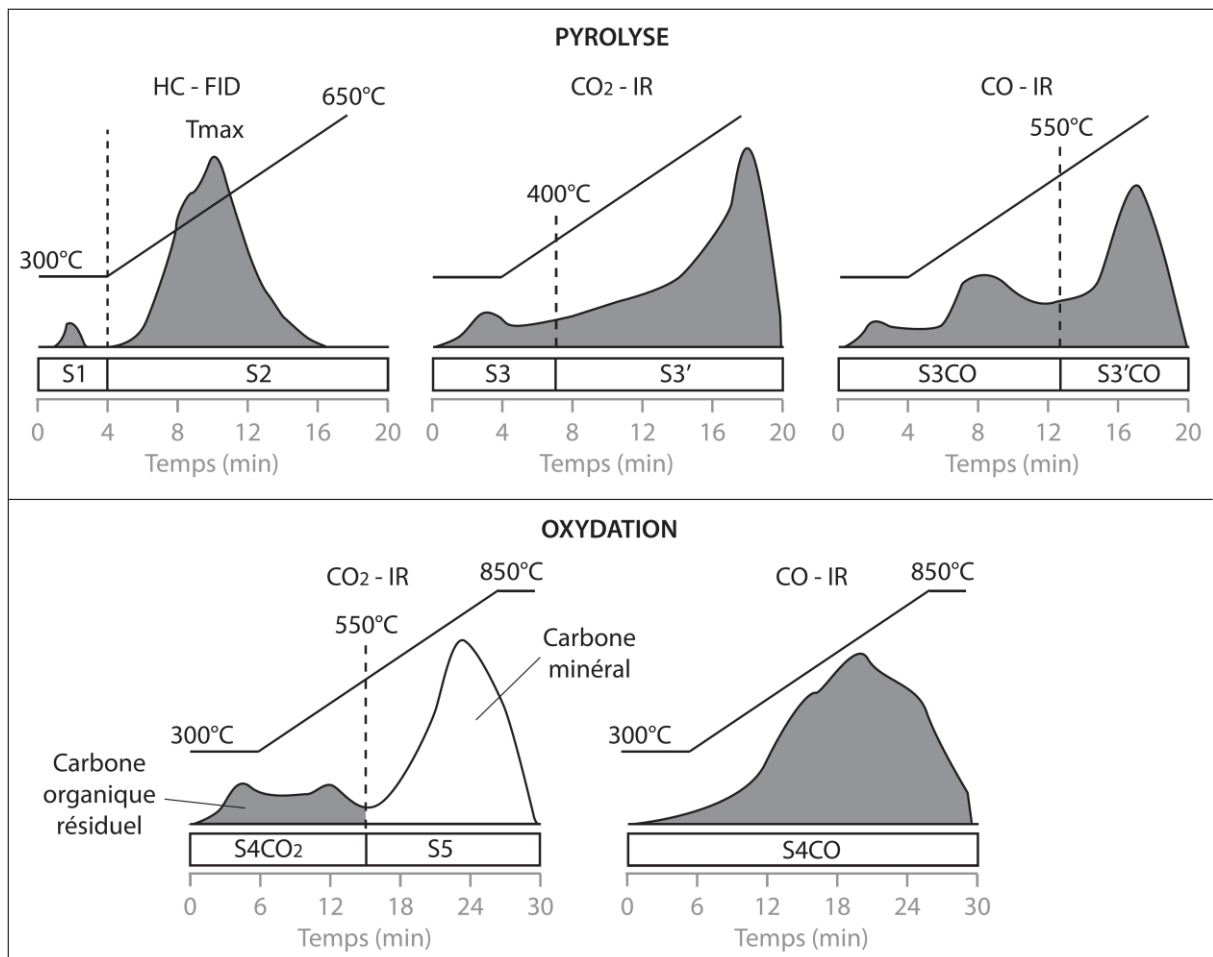 PYROLYSE
HC - FID
Tmax
650°C
300°C
S1
S2
0 4 8 12 16 20
Temps (min)
CO2 - IR
400°C
S3
S3'
0 4 8 12 16 20
Temps (min)
CO - IR
550°C
S3CO
S3'CO
0 4 8 12 16 20
Temps (min)
OXYDATION
CO2 - IR
850°C
550°C
300°C
Carbone
minéral
Carbone
organique
résiduel
S4CO2
S5
0 6 12 18 24 30
Temps (min)
CO - IR
850°C
300°C
S4CO
0 6 12 18 24 30
Temps (min)